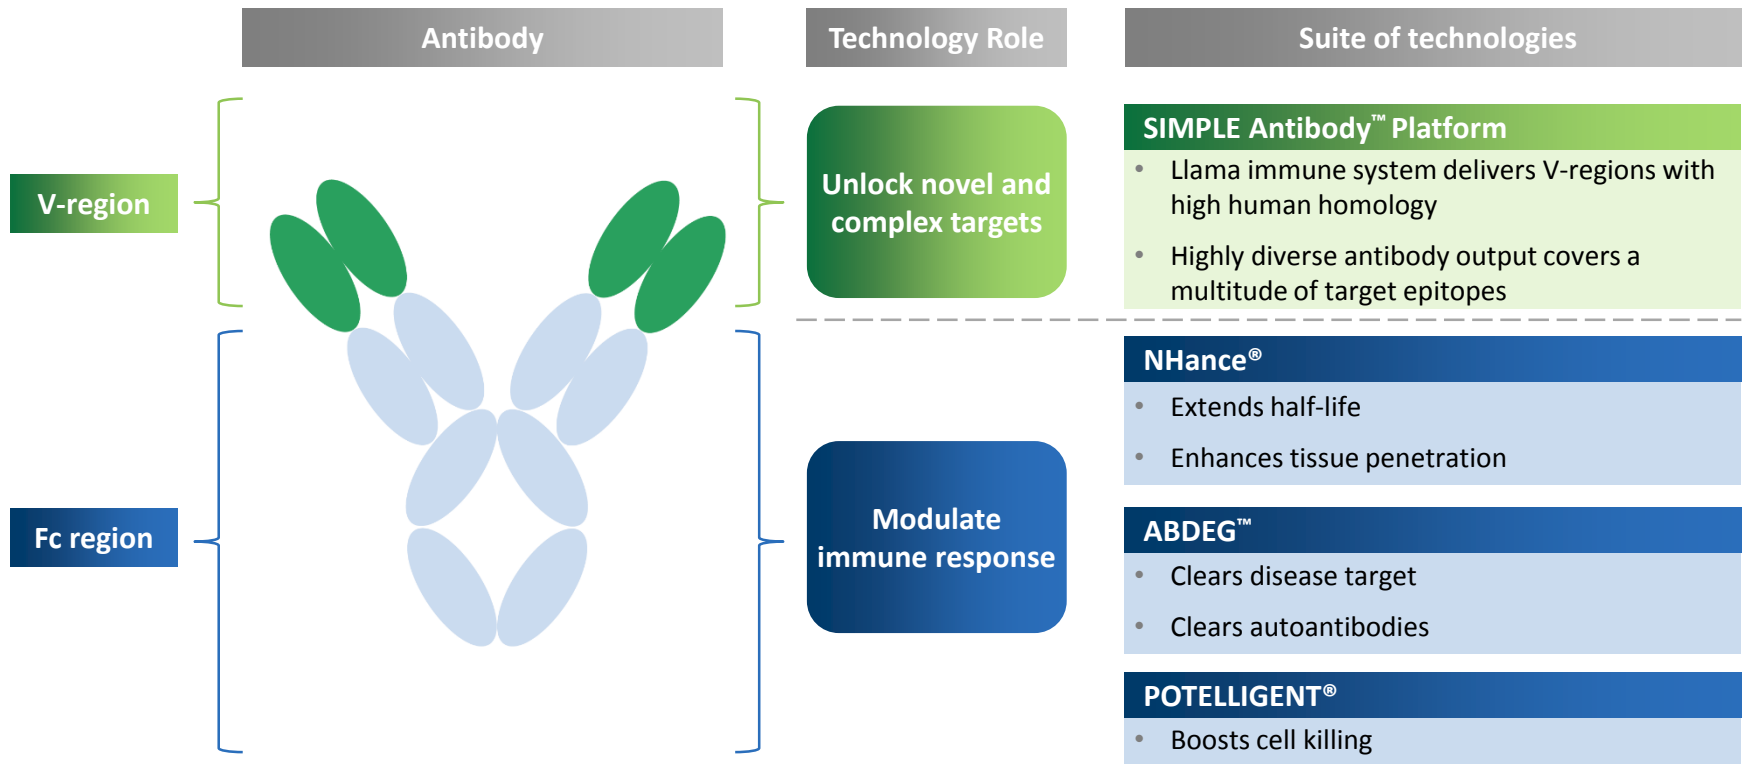 Antibody
Technology Role
Suite of technologies
V-region
Unlock novel and
complex targets
SIMPLE Antibody™ Platform
• Llama immune system delivers V-regions with
high human homology
• Highly diverse antibody output covers a
multitude of target epitopes
Fc region
Modulate
immune response
NHance®
• Extends half-life
• Enhances tissue penetration
ABDEG™
• Clears disease target
• Clears autoantibodies
POTELLIGENT®
• Boosts cell killing